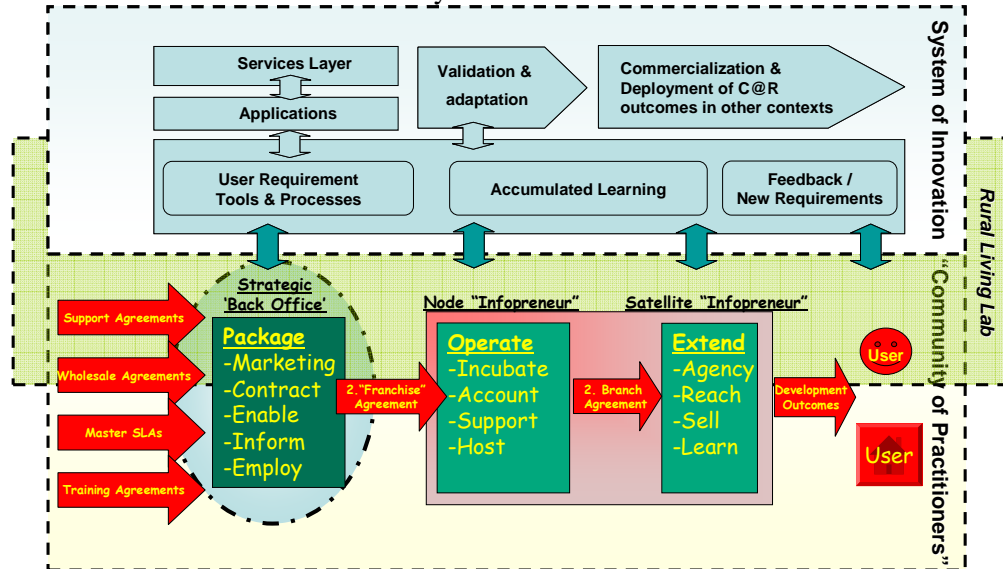 Services Layer
Applications
Validation &
adaptation
Commercialization &
Deployment of C@R
outcomes in other contexts
User Requirement
Tools & Processes
Accumulated Learning
Feedback /
New Requirements
System of Innovation
Rural Living Lab
"Community of Practitioners"
Strategic
'Back Office'
Package
-Marketing
-Contract
-Enable
-Inform
-Employ
Support Agreements
Wholesale Agreements
Master SLAs
Training Agreements
2."Franchise"
Agreement
Node "Infopreneur"
Operate
-Incubate
-Account
-Support
-Host
2. Branch
Agreement
Satellite "Infopreneur"
Extend
-Agency
-Reach
-Sell
-Learn
Development
Outcomes
User
User